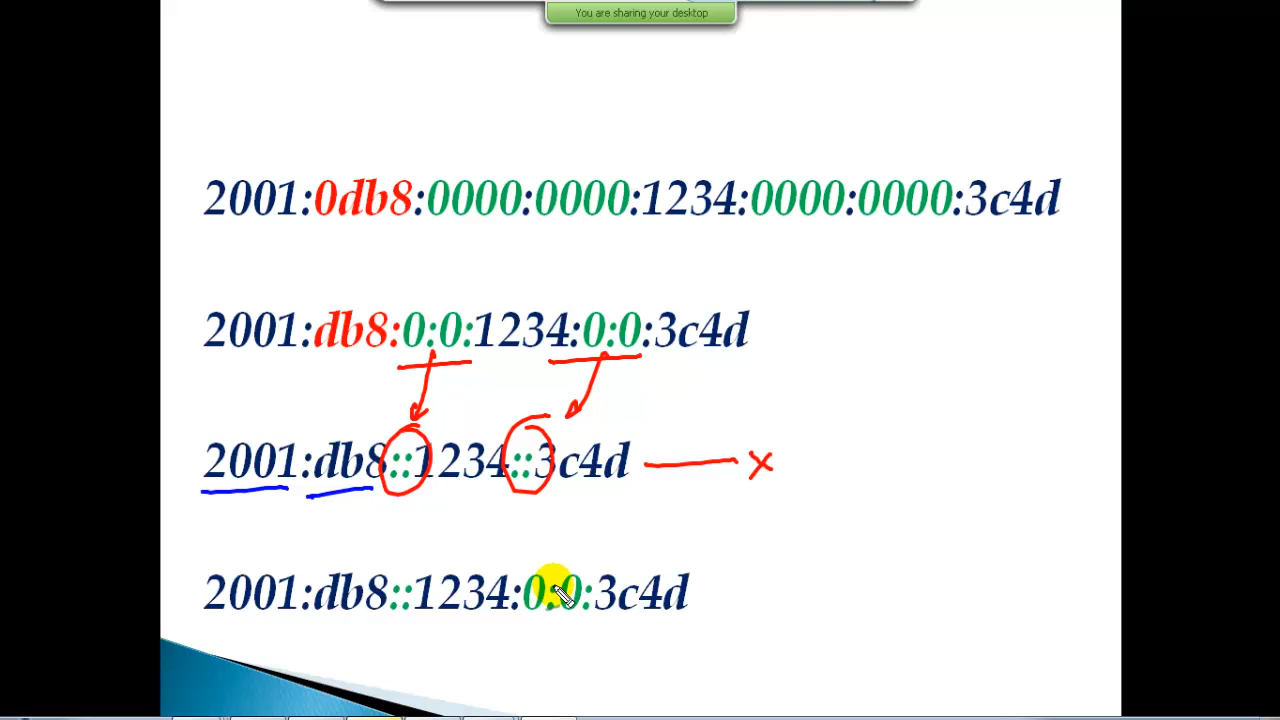 You are sharing your desktop
2001:0db8:0000:0000:1234:0000:0000:3c4d
2001:db8:0:0:1234:0:0:3c4d
2001:db8::1234::3c4d x
2001:db8::1234:0:0:3c4d